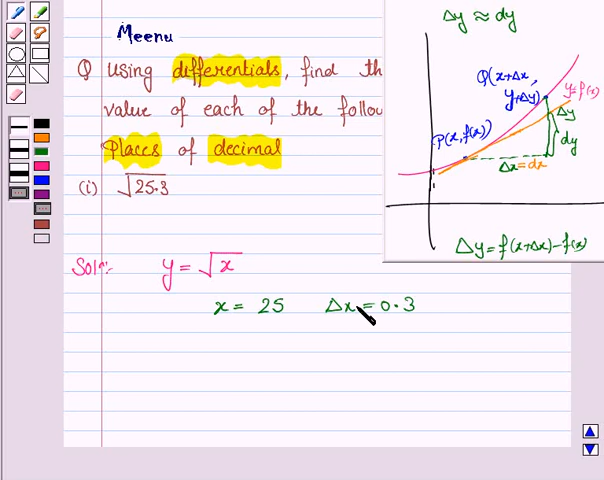 Meenu
Q Using differentials, find th
value of each of the follow
Places of decimal
(i) √25.3
Solⁿ: y = √x
x = 25 Δx = 0.3
Δy ≈ dy
Q(x+Δx,
y+Δy)
y=f(x)
P(x, f(x))
Δy
dy
Δx = dx
Δy = f(x+Δx) - f(x)